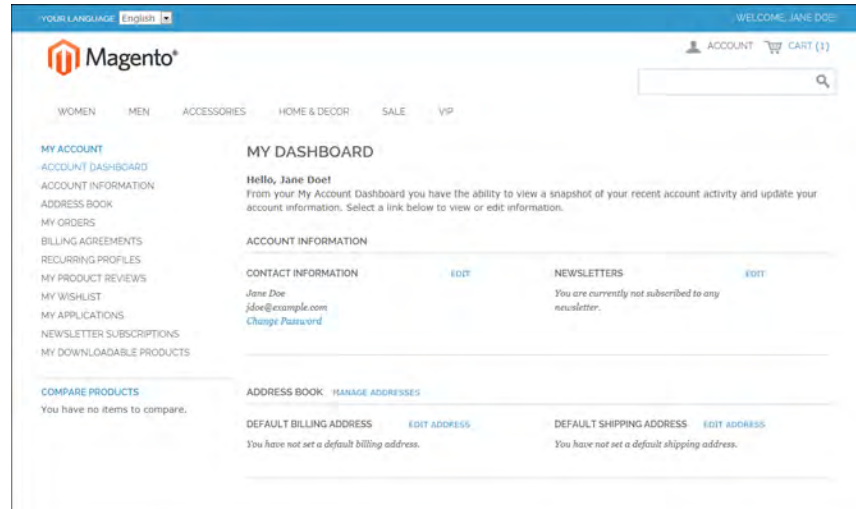 YOUR LANGUAGE English
WELCOME, JANE DOE!
Magento®
ACCOUNT CART (1)
WOMEN MEN ACCESSORIES HOME & DECOR SALE VIP
MY ACCOUNT
ACCOUNT DASHBOARD
ACCOUNT INFORMATION
ADDRESS BOOK
MY ORDERS
BILLING AGREEMENTS
RECURRING PROFILES
MY PRODUCT REVIEWS
MY WISHLIST
MY APPLICATIONS
NEWSLETTER SUBSCRIPTIONS
MY DOWNLOADABLE PRODUCTS
COMPARE PRODUCTS
You have no items to compare.
MY DASHBOARD
Hello, Jane Doe!
From your My Account Dashboard you have the ability to view a snapshot of your recent account activity and update your
account information. Select a link below to view or edit information.
ACCOUNT INFORMATION
CONTACT INFORMATION EDIT
Jane Doe
jdoe@example.com
Change Password
NEWSLETTERS EDIT
You are currently not subscribed to any
newsletter.
ADDRESS BOOK MANAGE ADDRESSES
DEFAULT BILLING ADDRESS EDIT ADDRESS
You have not set a default billing address.
DEFAULT SHIPPING ADDRESS EDIT ADDRESS
You have not set a default shipping address.